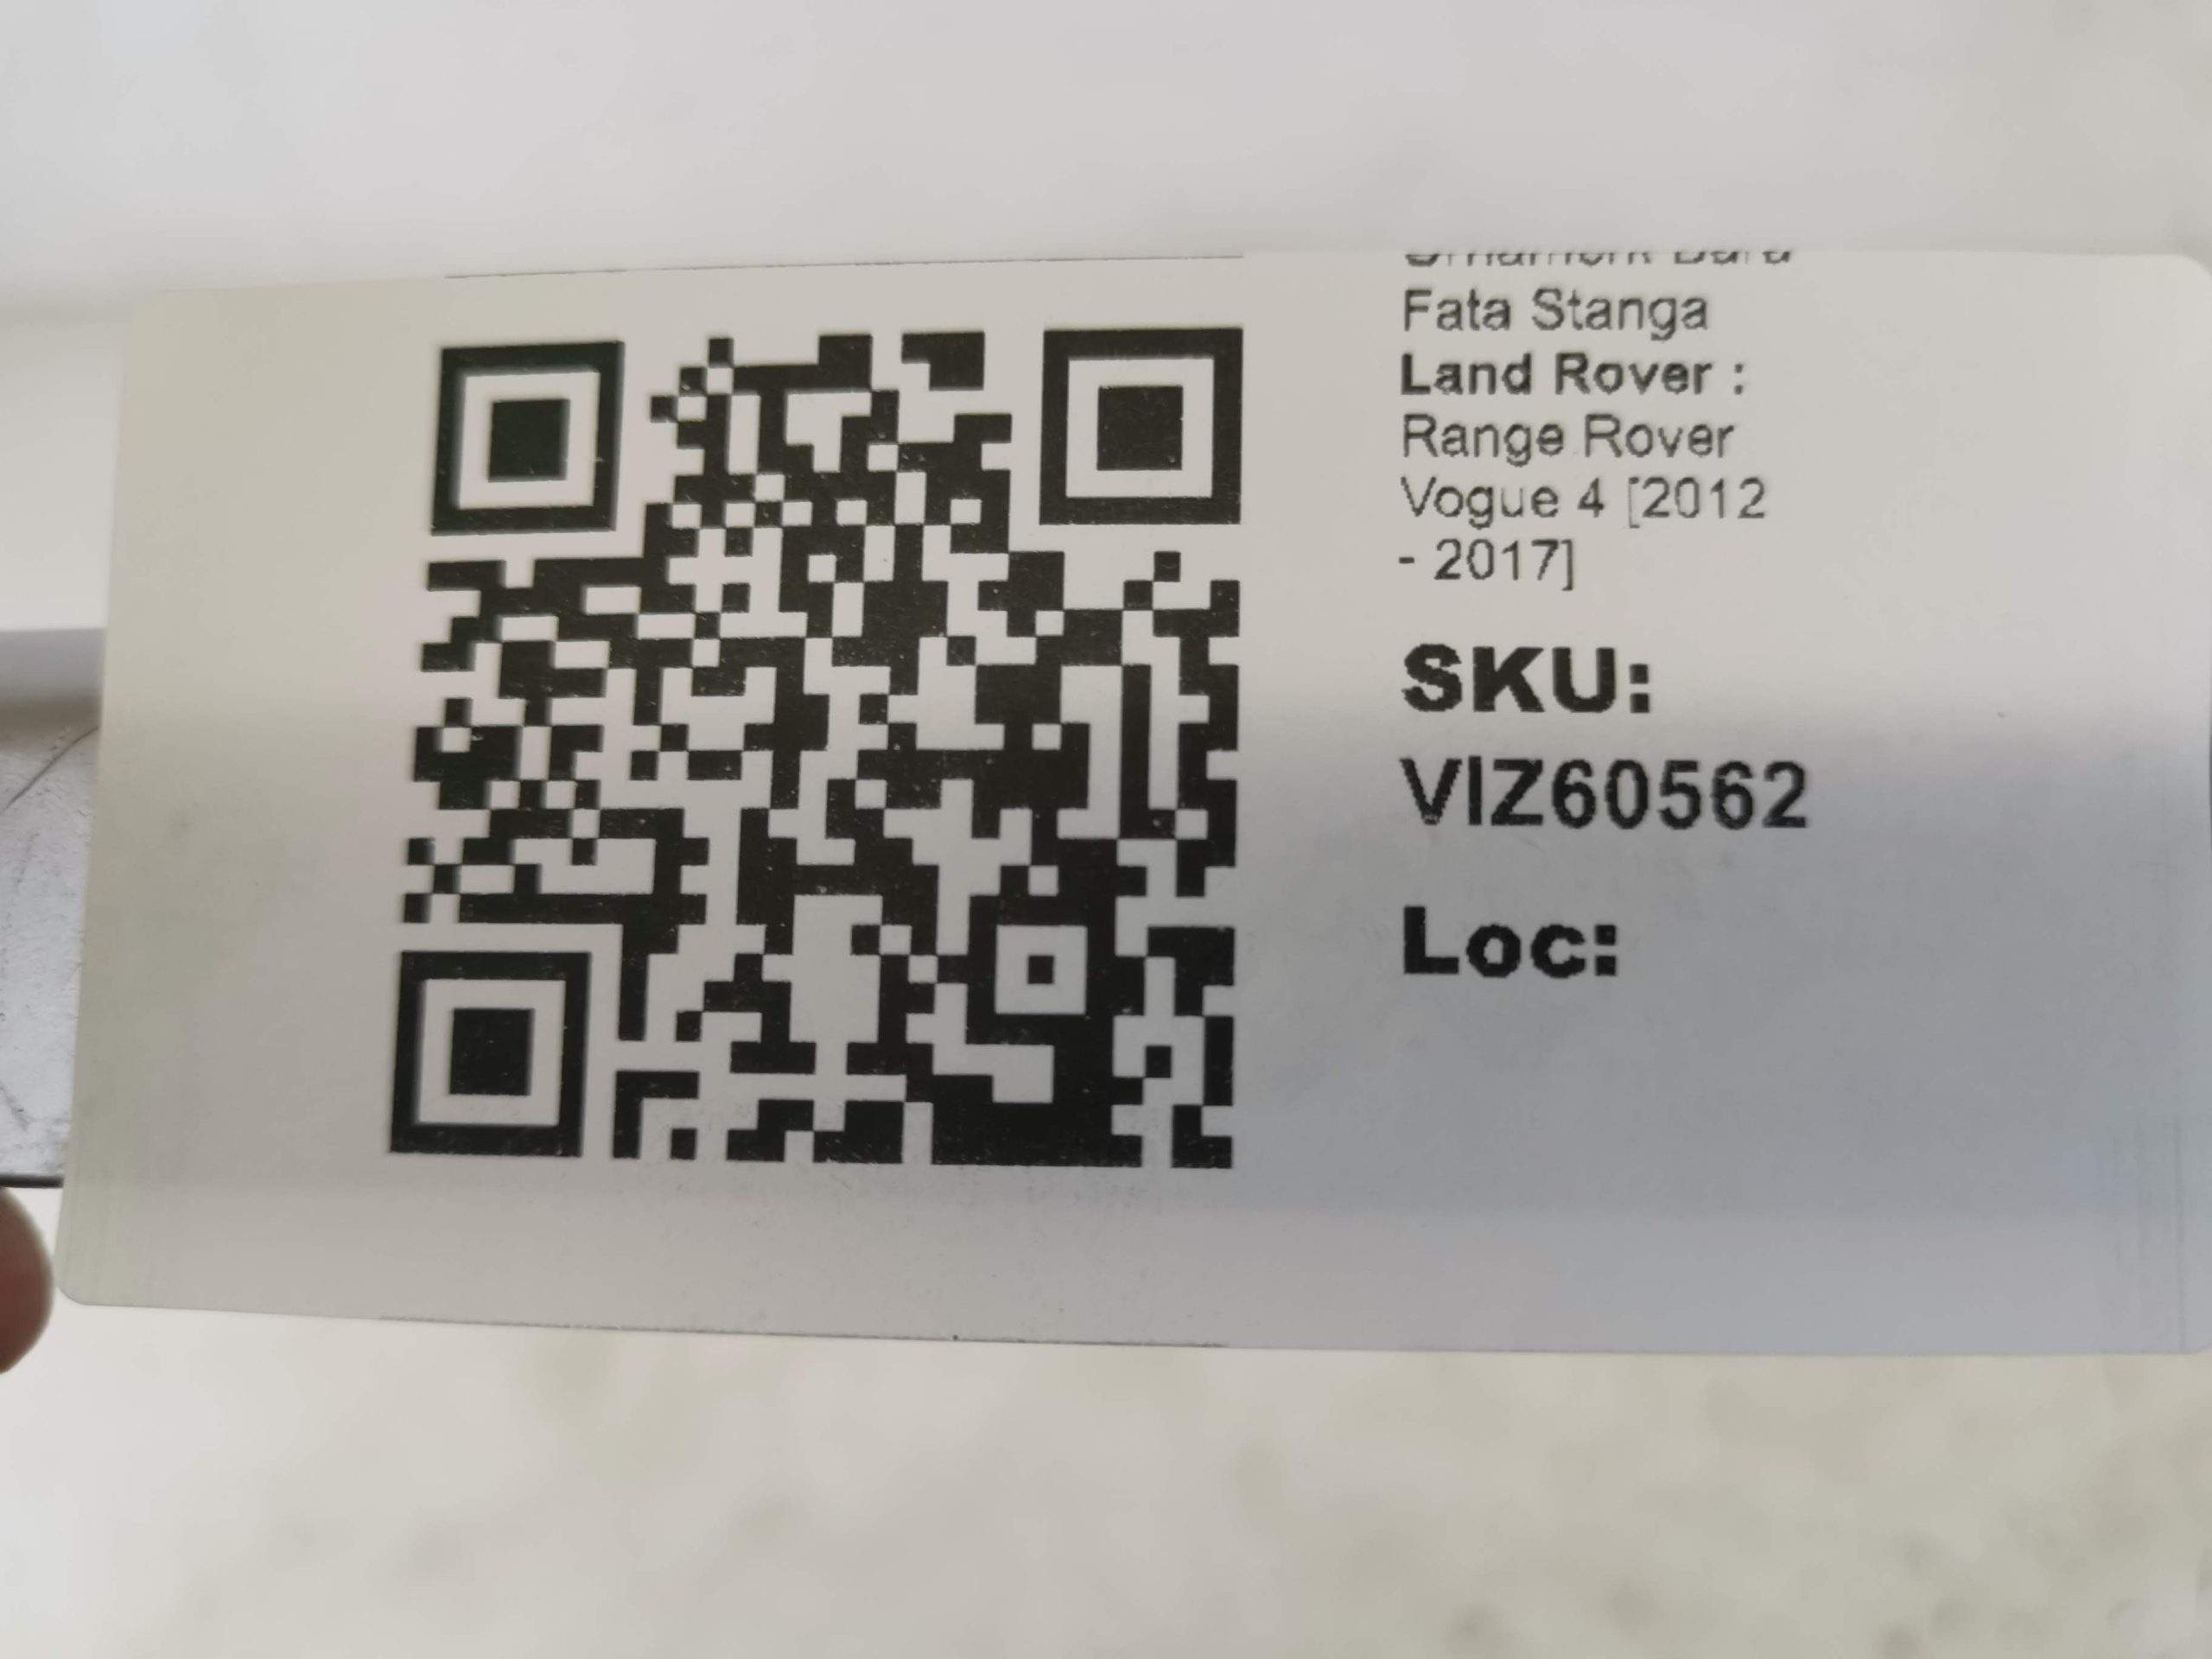 Fata Stanga
Land Rover :
Range Rover
Vogue 4 [2012
- 2017]
SKU:
VIZ60562
Loc: